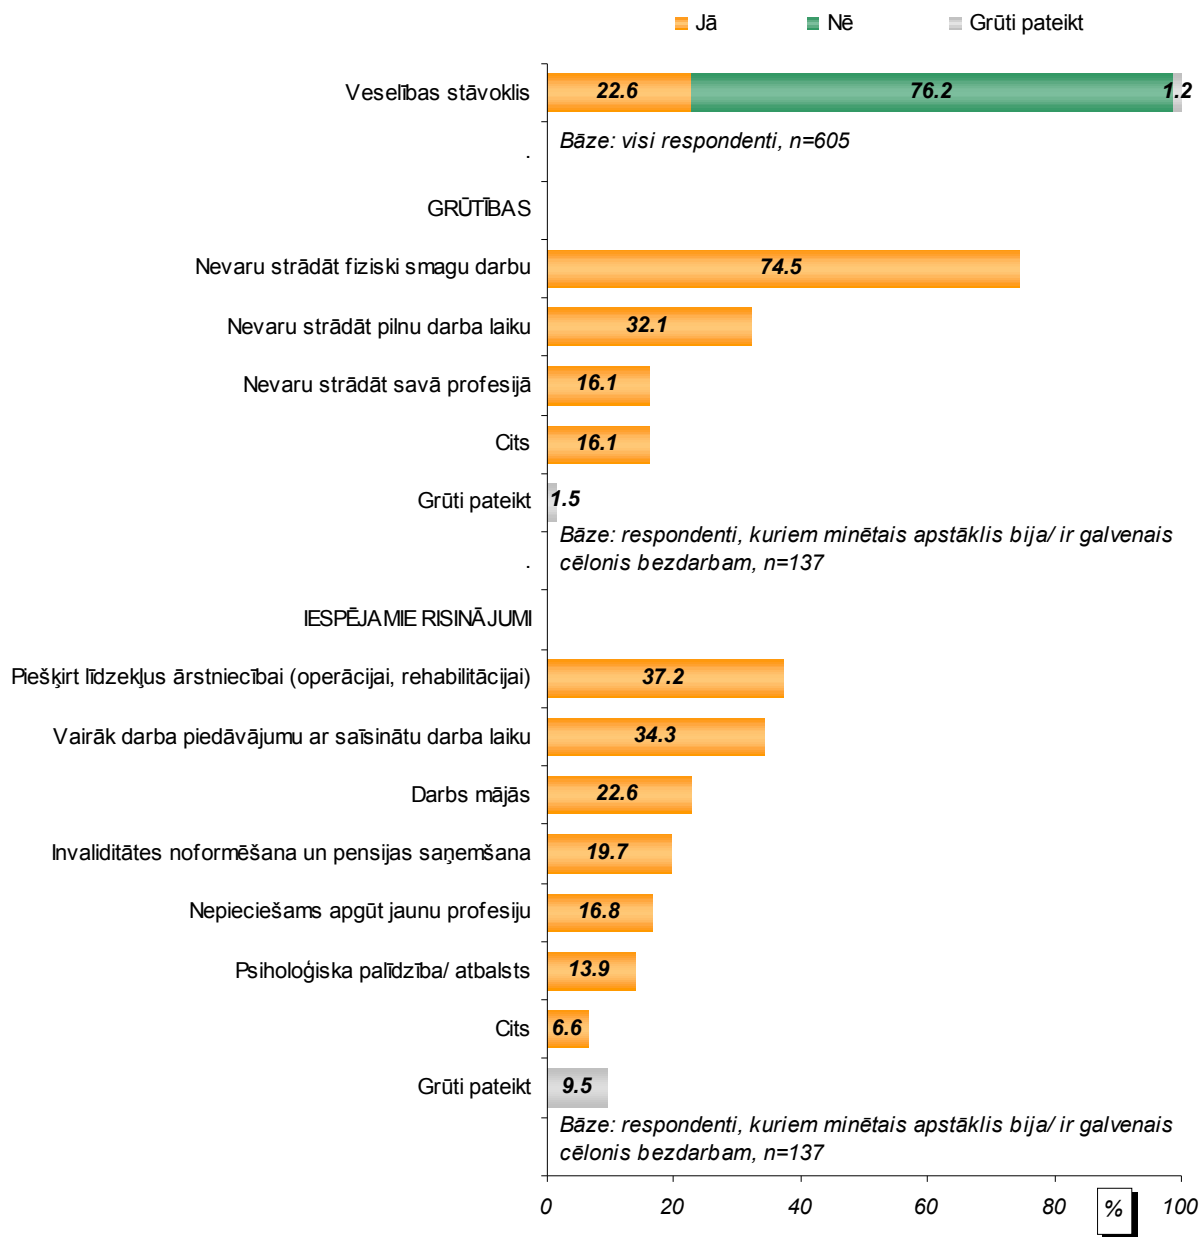 Jā Nē Grūti pateikt
Veselības stāvoklis 22.6 76.2 1.2
. Bāze: visi respondenti, n=605
GRŪTĪBAS
Nevaru strādāt fiziski smagu darbu 74.5
Nevaru strādāt pilnu darba laiku 32.1
Nevaru strādāt savā profesijā 16.1
Cits 16.1
Grūti pateikt 1.5
Bāze: respondenti, kuriem minētais apstāklis bija/ ir galvenais
. cēlonis bezdarbam, n=137
IESPĒJAMIE RISINĀJUMI
Piešķirt līdzekļus ārstniecībai (operācijai, rehabilitācijai) 37.2
Vairāk darba piedāvājumu ar saīsinātu darba laiku 34.3
Darbs mājās 22.6
Invaliditātes noformēšana un pensijas saņemšana 19.7
Nepieciešams apgūt jaunu profesiju 16.8
Psiholoģiska palīdzība/ atbalsts 13.9
Cits 6.6
Grūti pateikt 9.5
Bāze: respondenti, kuriem minētais apstāklis bija/ ir galvenais
cēlonis bezdarbam, n=137
0 20 40 60 80 % 100